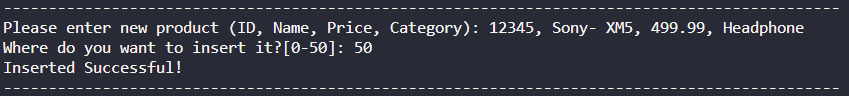 Please enter new product (ID, Name, Price, Category): 12345, Sony- XM5, 499.99, Headphone
Where do you want to insert it?[0-50]: 50
Inserted Successful!